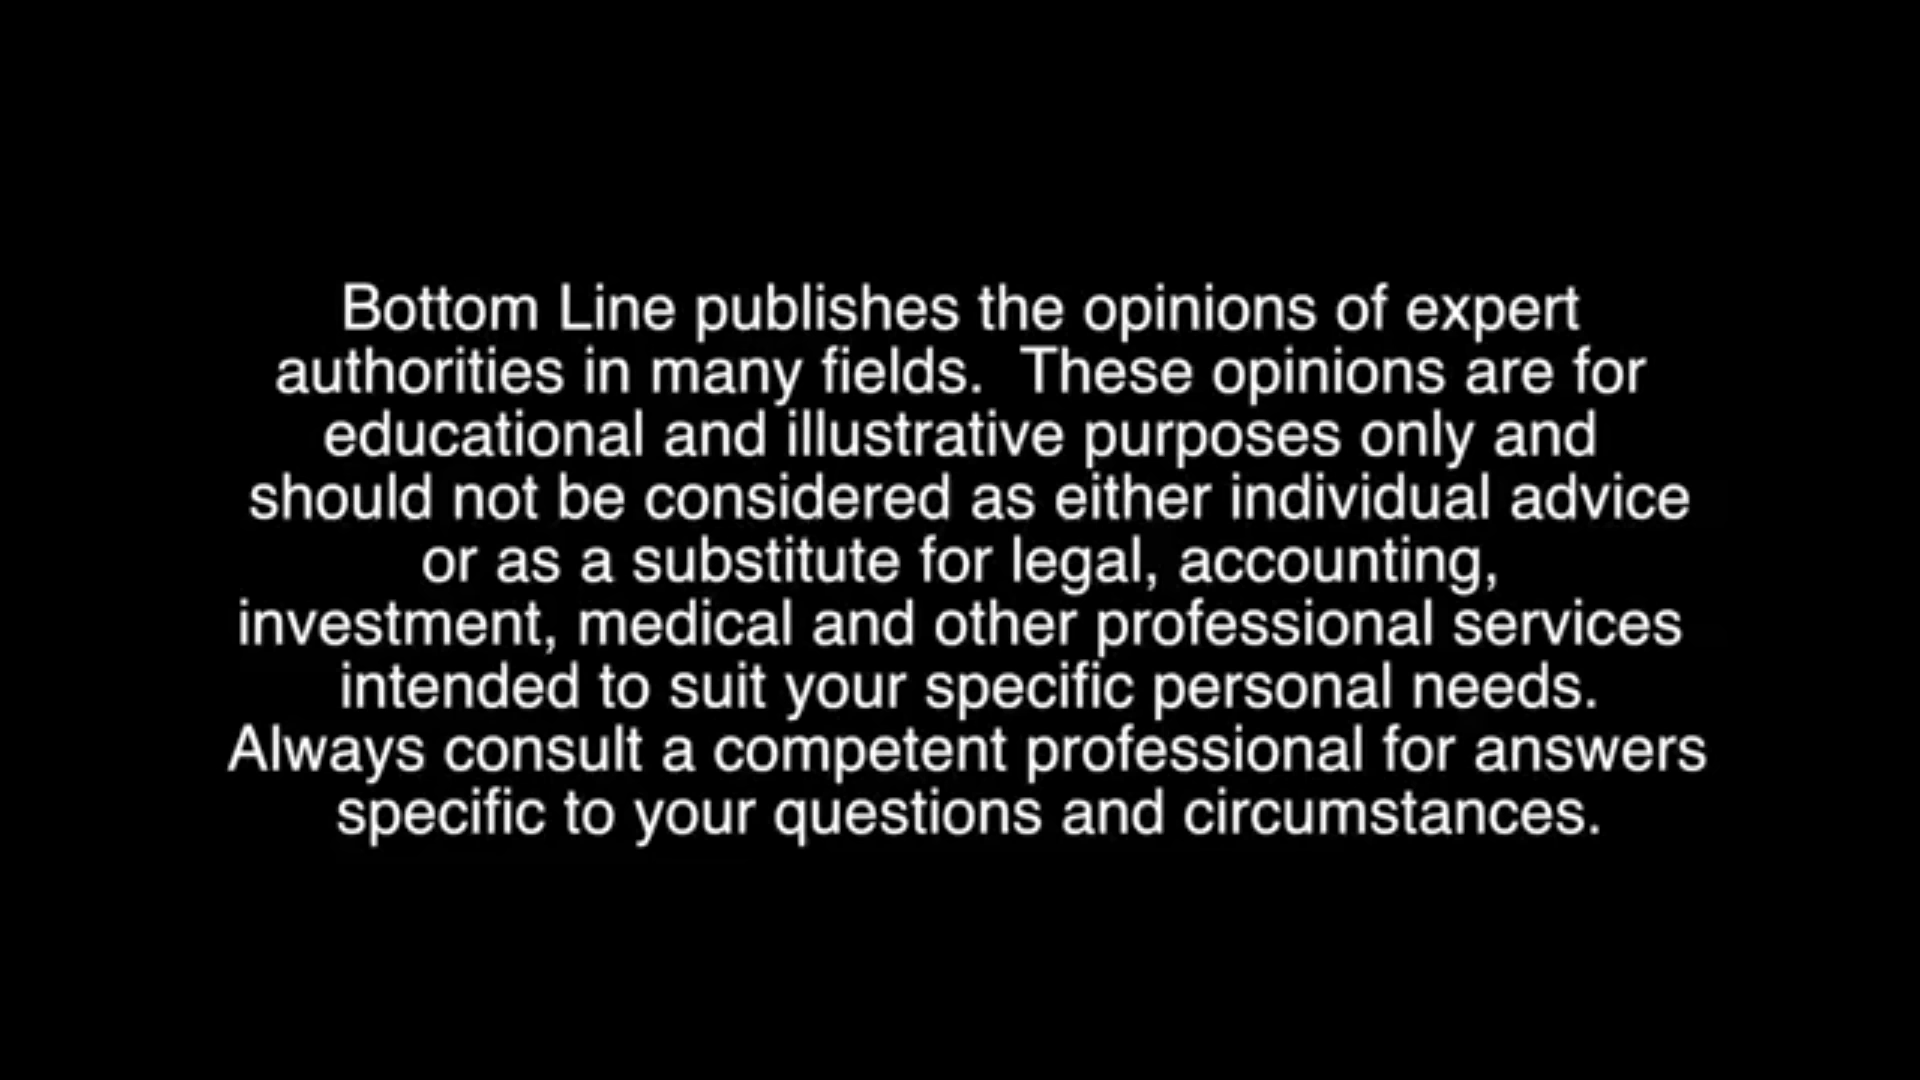 Bottom Line publishes the opinions of expert
authorities in many fields.  These opinions are for
educational and illustrative purposes only and
should not be considered as either individual advice
or as a substitute for legal, accounting,
investment, medical and other professional services
intended to suit your specific personal needs.
Always consult a competent professional for answers
specific to your questions and circumstances.